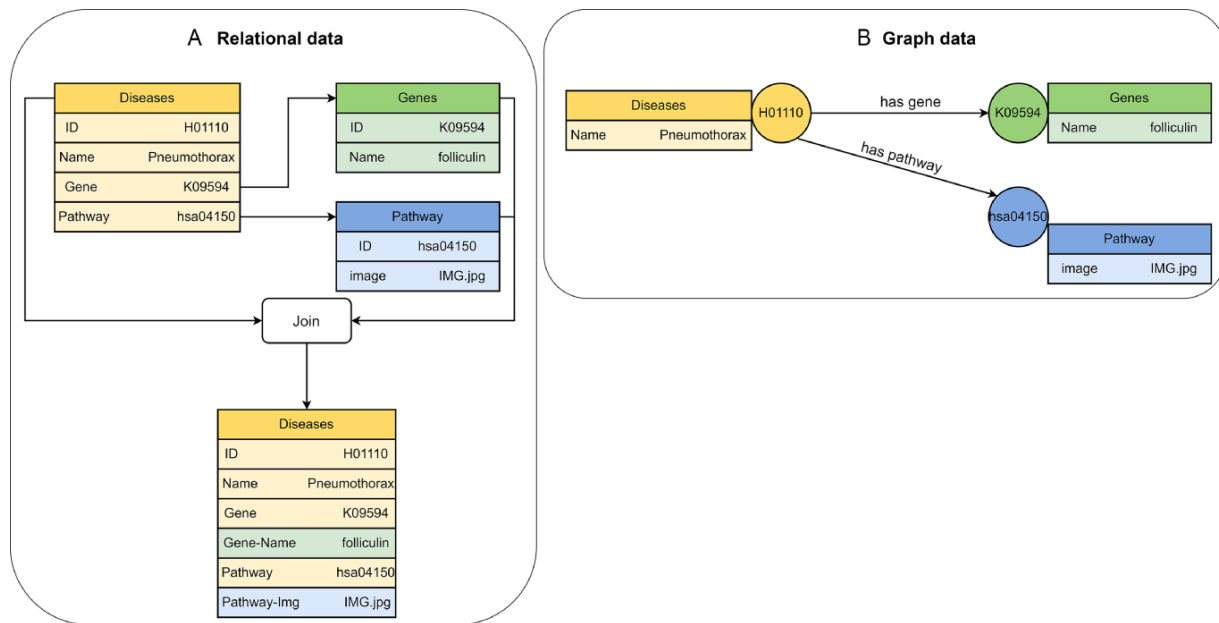 A Relational data
Diseases
ID H01110
Name Pneumothorax
Gene K09594
Pathway hsa04150
Genes
ID K09594
Name folliculin
Pathway
ID hsa04150
image IMG.jpg
Join
Diseases
ID H01110
Name Pneumothorax
Gene K09594
Gene-Name folliculin
Pathway hsa04150
Pathway-Img IMG.jpg
B Graph data
Diseases
Name Pneumothorax
H01110
has gene
has pathway
K09594
Genes
Name folliculin
hsa04150
Pathway
image IMG.jpg